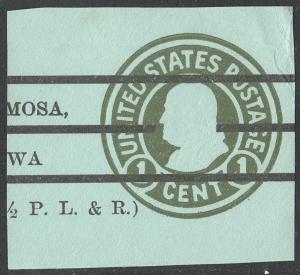 UNITED STATES POSTAGE
MOSA,
WA
½ P. L. & R.)
1 CENT 1